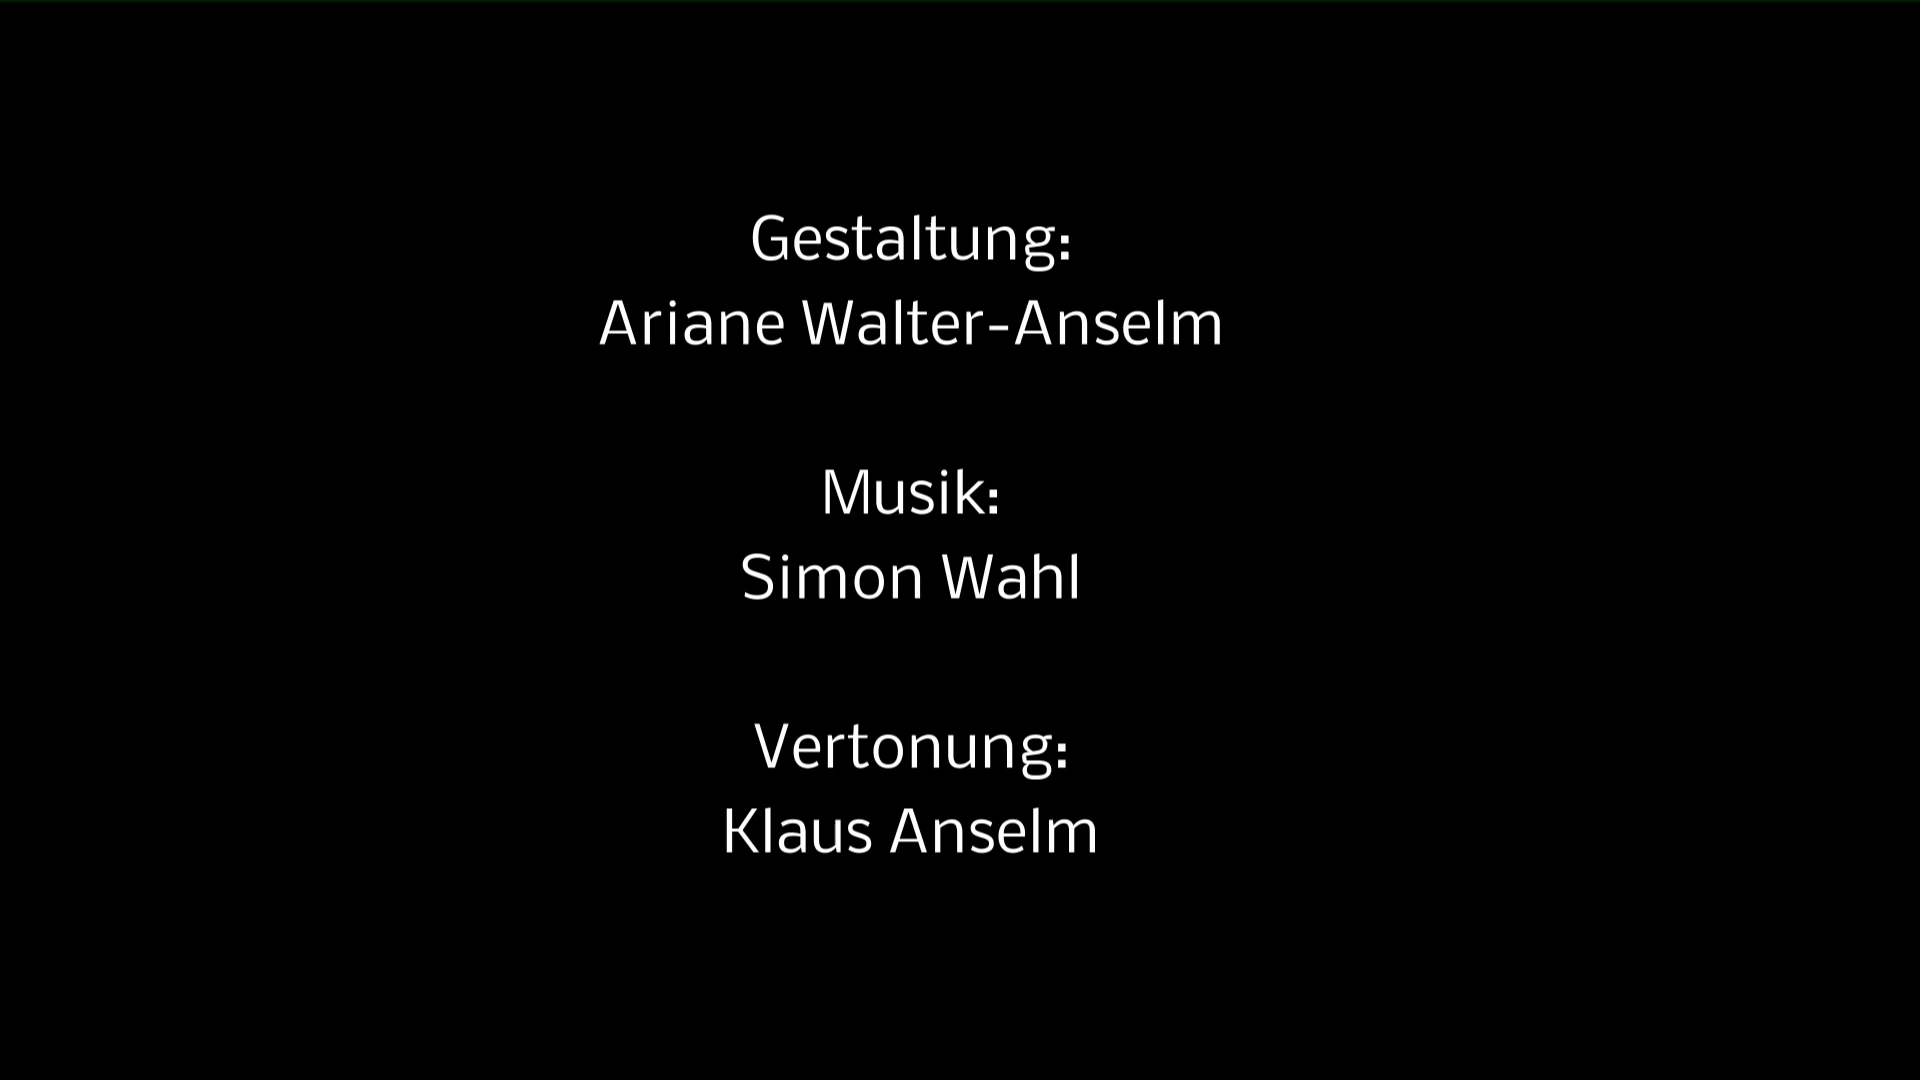 Gestaltung:
Ariane Walter-Anselm
Musik:
Simon Wahl
Vertonung:
Klaus Anselm